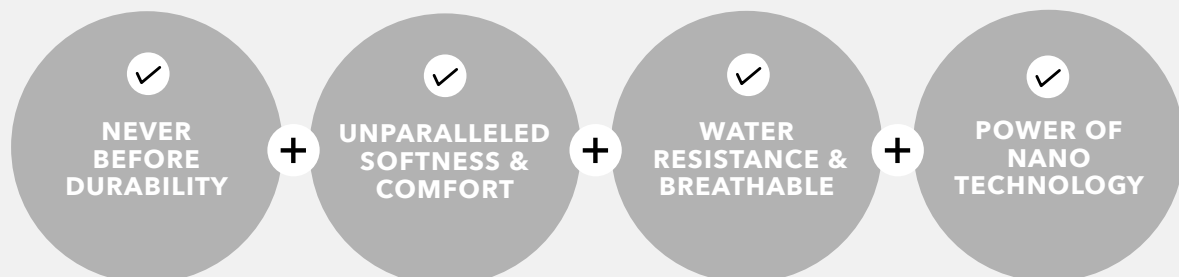 NEVER
BEFORE
DURABILITY
+
UNPARALLELED
SOFTNESS &
COMFORT
+
WATER
RESISTANCE &
BREATHABLE
+
POWER OF
NANO
TECHNOLOGY